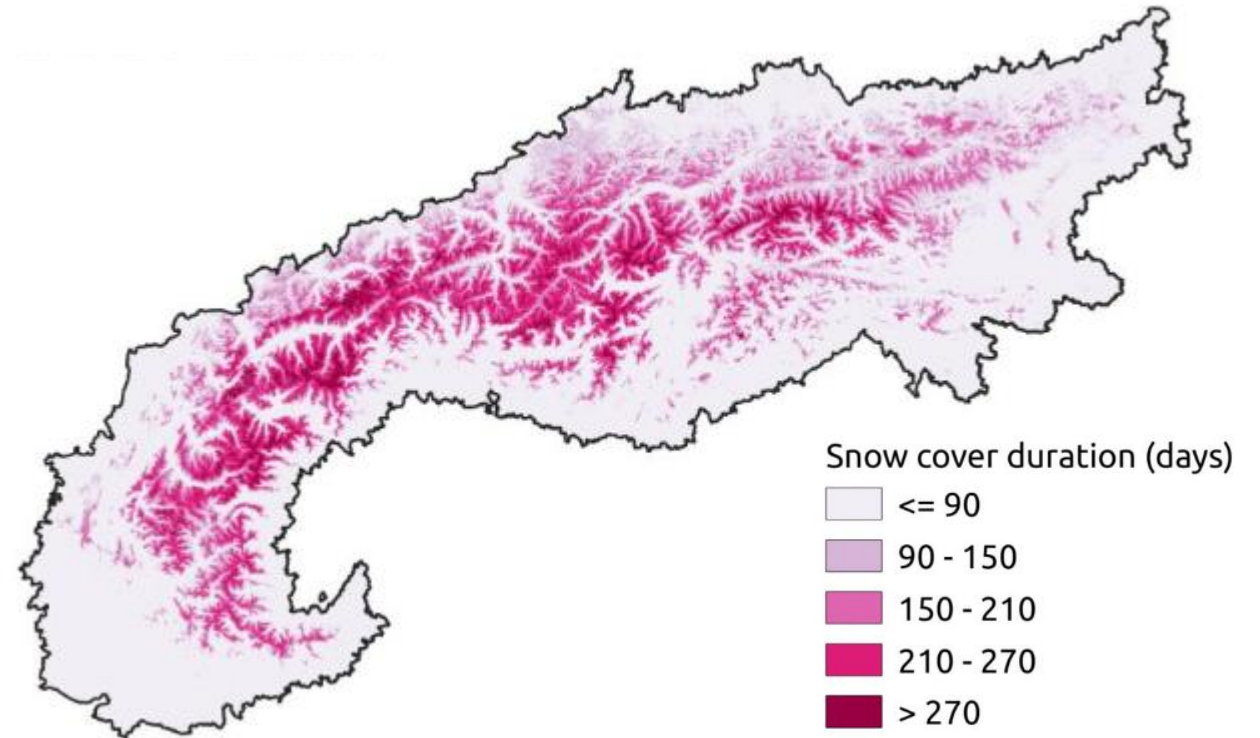 Snow cover duration (days)
<= 90
90 - 150
150 - 210
210 - 270
> 270